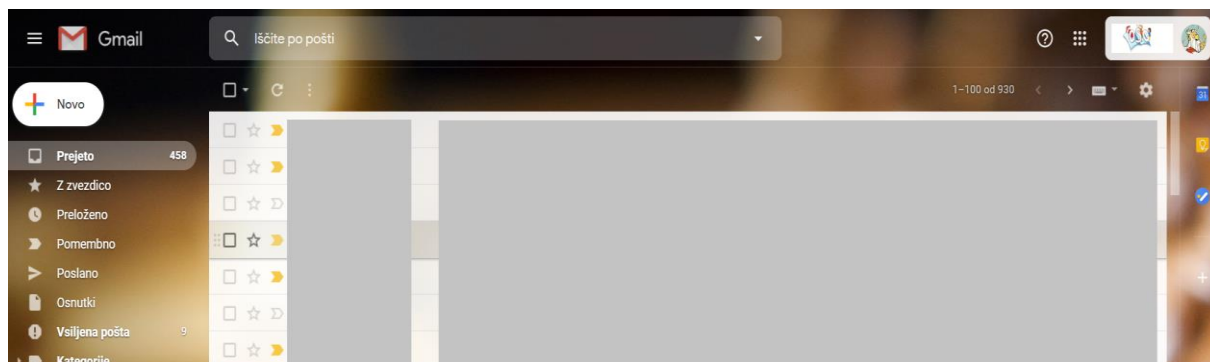 Gmail
Iščite po pošti
Novo
1–100 od 930
31
Prejeto 458
Z zvezdico
Preloženo
Pomembno
Poslano
Osnutki
Vsiljena pošta 9
Kategorije